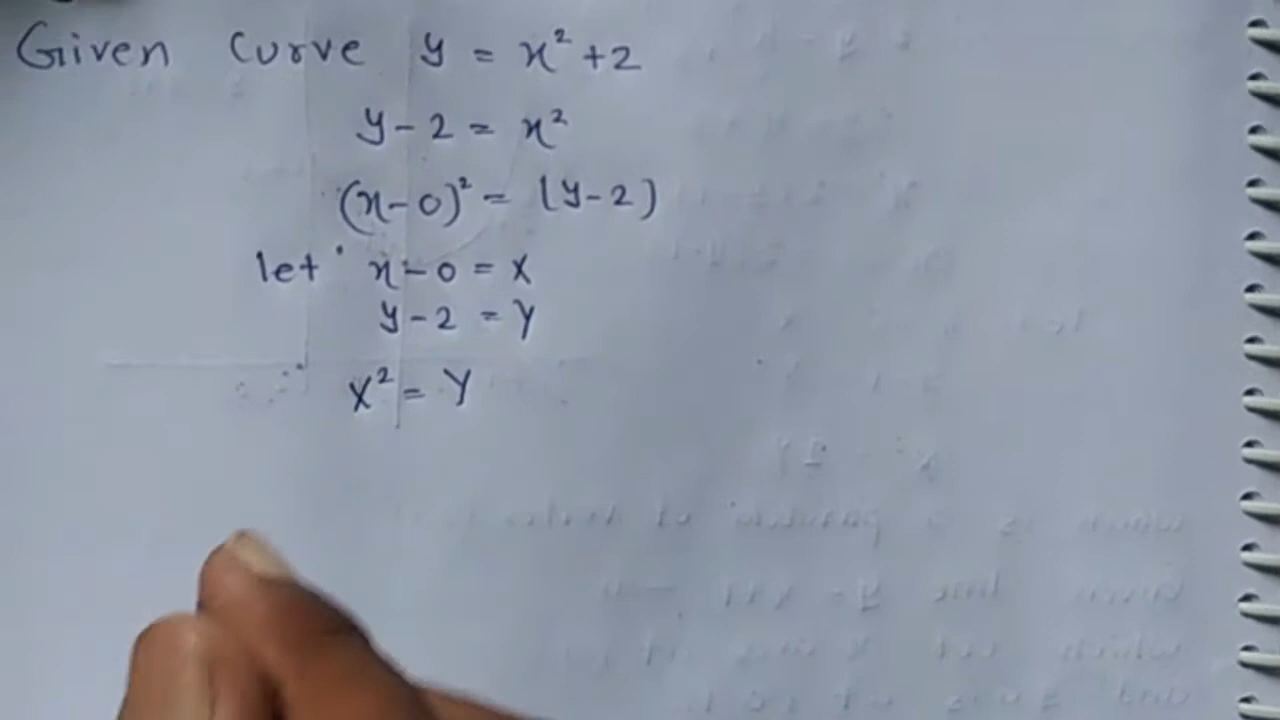 Given Curve y = x² + 2
y - 2 = x²
(x - 0)² = (y - 2)
let x - 0 = X
y - 2 = Y
X² = Y